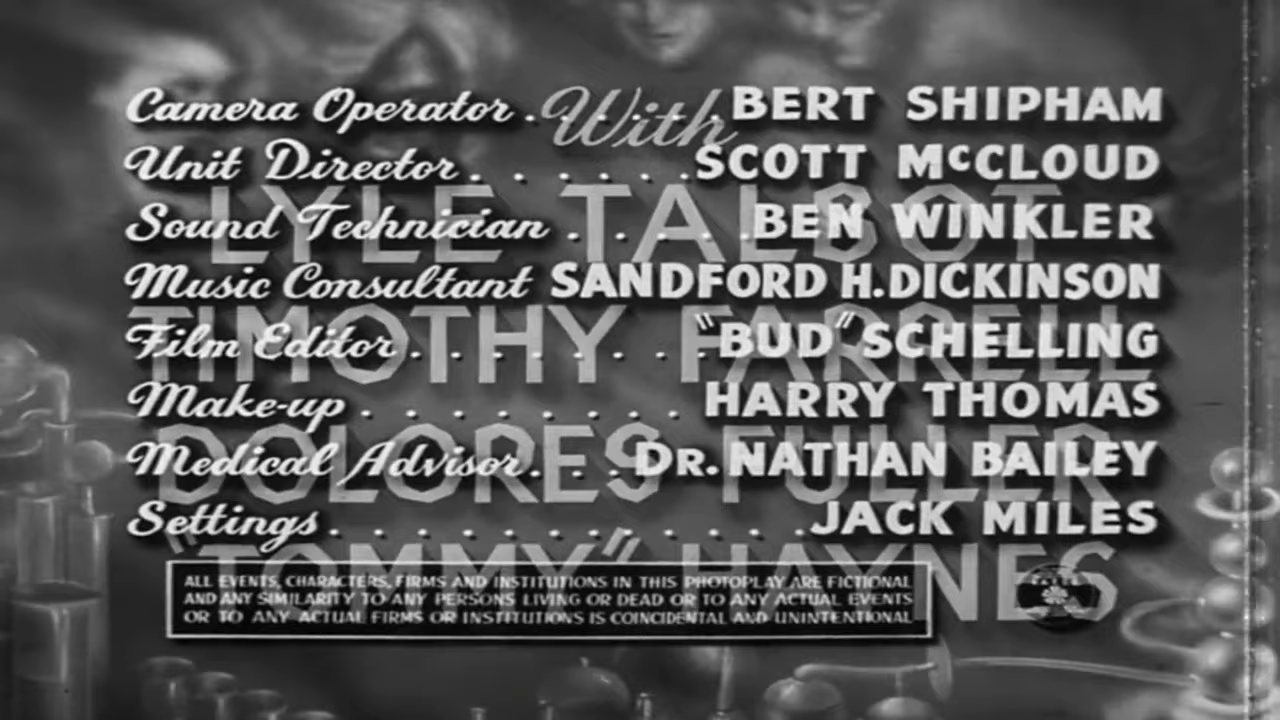 With
LYLE TALBOT
TIMOTHY FARRELL
DOLORES FULLER
"TOMMY" HAYNES
Camera Operator . . . . . . BERT SHIPHAM
Unit Director . . . . . . SCOTT McCLOUD
Sound Technician . . . . . BEN WINKLER
Music Consultant SANDFORD H. DICKINSON
Film Editor . . . . . . . . "BUD" SCHELLING
Make-up . . . . . . . . HARRY THOMAS
Medical Advisor . . . DR. NATHAN BAILEY
Settings . . . . . . . . . . . JACK MILES
ALL EVENTS, CHARACTERS, FIRMS AND INSTITUTIONS IN THIS PHOTOPLAY ARE FICTIONAL
AND ANY SIMILARITY TO ANY PERSONS LIVING OR DEAD OR TO ANY ACTUAL EVENTS
OR TO ANY ACTUAL FIRMS OR INSTITUTIONS IS COINCIDENTAL AND UNINTENTIONAL